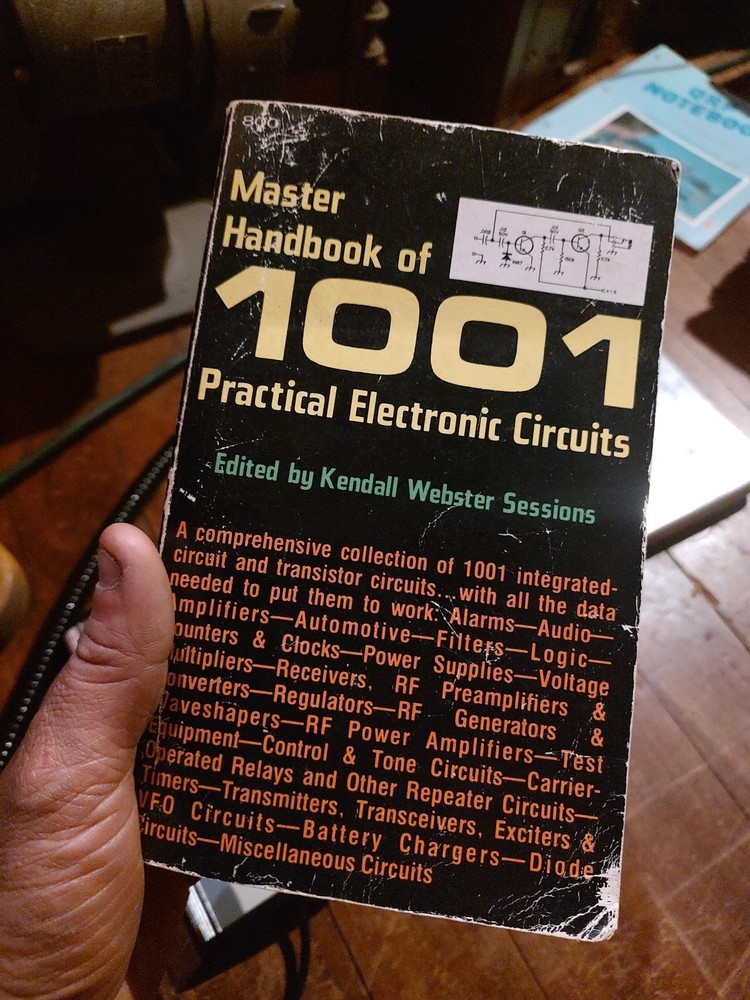 800
Master
Handbook of
1001
Practical Electronic Circuits
Edited by Kendall Webster Sessions
A comprehensive collection of 1001 integrated-
circuit and transistor circuits...with all the data
needed to put them to work: Alarms—Audio—
Amplifiers—Automotive—Filters—Logic—
ounters & Clocks—Power Supplies—Voltage
ultipliers—Receivers, RF Preamplifiers &
onverters—Regulators—RF Generators &
Waveshapers—RF Power Amplifiers—Test
Equipment—Control & Tone Circuits—Carrier-
Operated Relays and Other Repeater Circuits—
Timers—Transmitters, Transceivers, Exciters &
VFO Circuits—Battery Chargers—Diode
Circuits—Miscellaneous Circuits
NOTEBOO